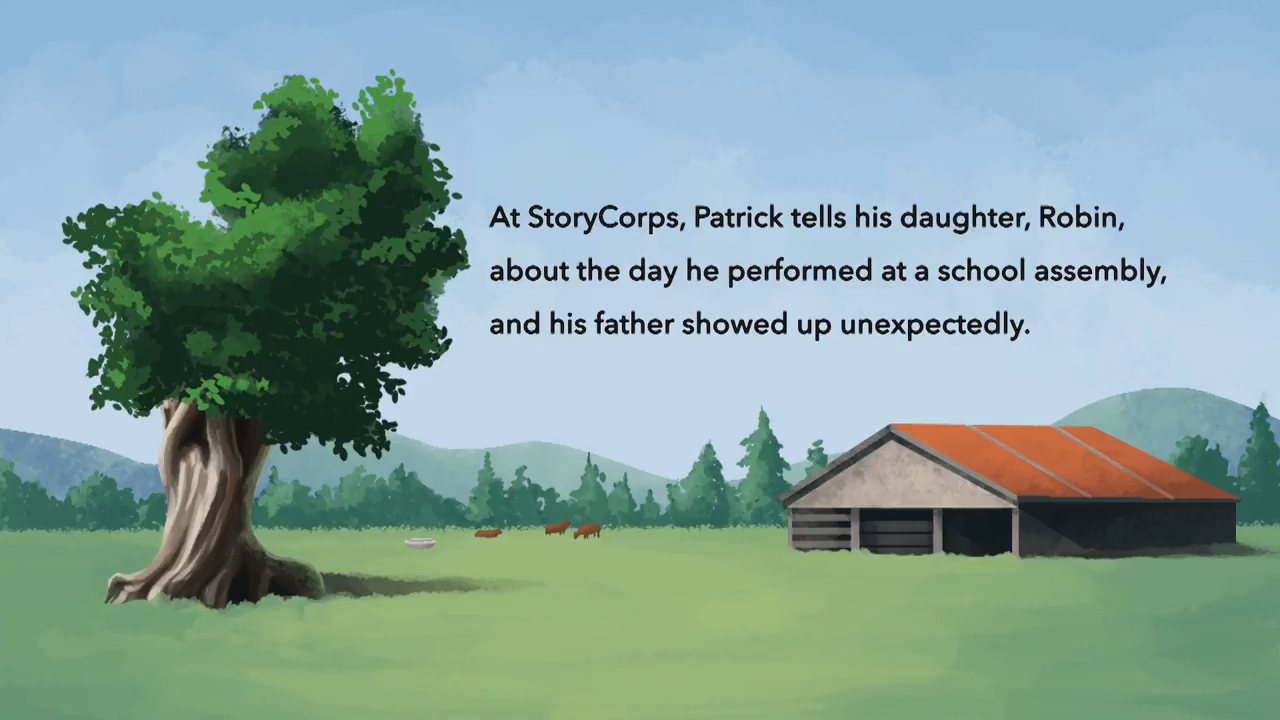 At StoryCorps, Patrick tells his daughter, Robin,
about the day he performed at a school assembly,
and his father showed up unexpectedly.